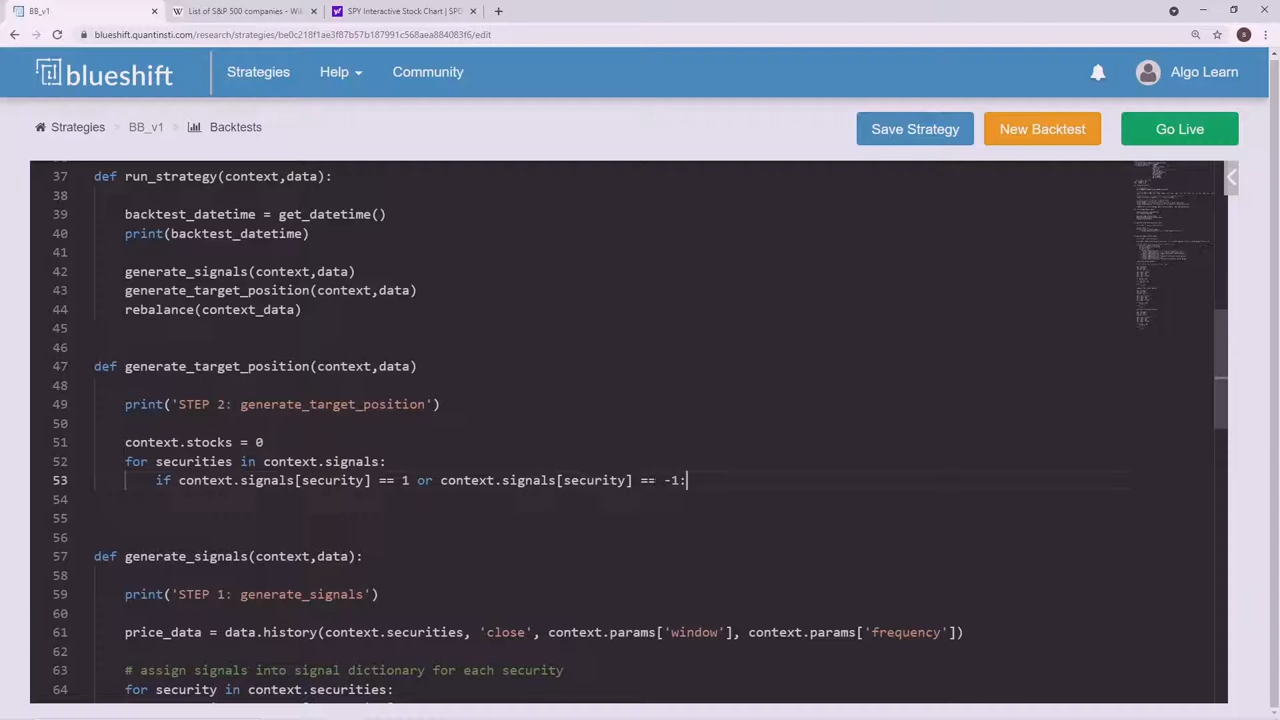 BB_v1
List of S&P 500 companies - Wiki
SPY Interactive Stock Chart | SPD
blueshift.quantinsti.com/research/strategies/be0c218f1ae3f87b57b187991c568aea884083f6/edit
blueshift
Strategies
Help
Community
Algo Learn
Strategies > BB_v1 Backtests
Save Strategy
New Backtest
Go Live
37 def run_strategy(context,data):
38
39 backtest_datetime = get_datetime()
40 print(backtest_datetime)
41
42 generate_signals(context,data)
43 generate_target_position(context,data)
44 rebalance(context_data)
45
46
47 def generate_target_position(context,data)
48
49 print('STEP 2: generate_target_position')
50
51 context.stocks = 0
52 for securities in context.signals:
53 if context.signals[security] == 1 or context.signals[security] == -1:
54
55
56
57 def generate_signals(context,data):
58
59 print('STEP 1: generate_signals')
60
61 price_data = data.history(context.securities, 'close', context.params['window'], context.params['frequency'])
62
63 # assign signals into signal dictionary for each security
64 for security in context.securities: